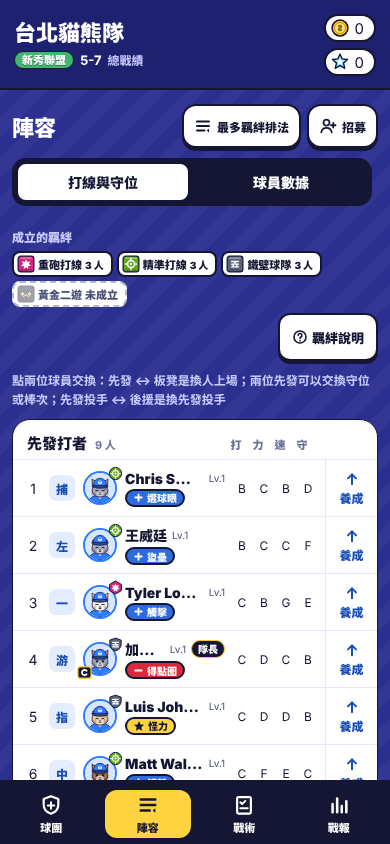 台北貓熊隊
0
新秀聯盟 5-7 總戰績
0
陣容
最多羈絆排法
招募
打線與守位
球員數據
成立的羈絆
重砲打線 3人
精準打線 3人
鐵壁球隊 3人
黃金二遊 未成立
羈絆說明
點兩位球員交換：先發 ↔ 板凳是換人上場；兩位先發可以交換守位
或棒次；先發投手 ↔ 後援是換先發投手
先發打者 9人 打 力 速 守
1 捕 Chris S... Lv.1 B C B D ↑
+ 選球眼 養成
2 左 王威廷 Lv.1 B C C F ↑
+ 盜壘 養成
3 一 Tyler Lo... Lv.1 C B G E ↑
+ 觸擊 養成
4 游 加... Lv.1 隊長 C D C B ↑
C − 得點圈 養成
5 指 Luis Joh... Lv.1 C D D B ↑
★ 怪力 養成
6 中 Matt Wal... Lv.1 C F E C ↑
球團
陣容
戰術
戰報